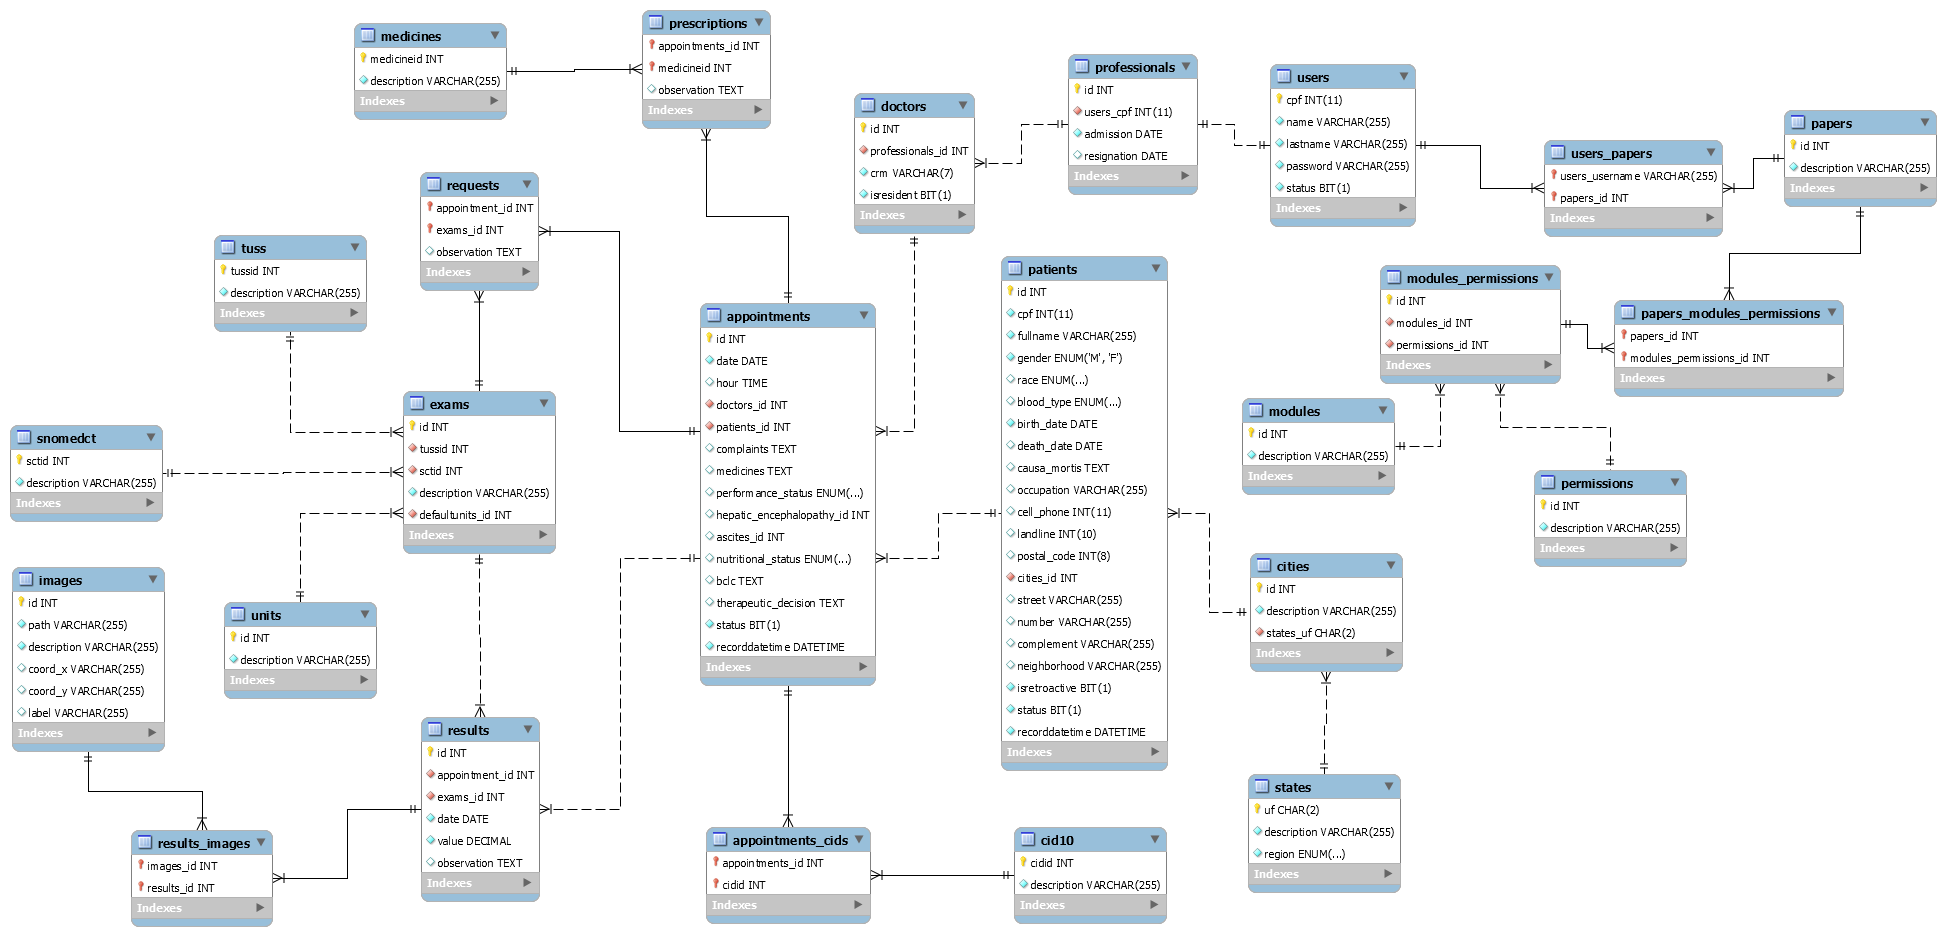 medicines
medicineid INT
description VARCHAR(255)
Indexes
prescriptions
appointments_id INT
medicineid INT
observation TEXT
Indexes
doctors
id INT
professionals_id INT
crm VARCHAR(7)
isresident BIT(1)
Indexes
professionals
id INT
users_cpf INT(11)
admission DATE
resignation DATE
Indexes
users
cpf INT(11)
name VARCHAR(255)
lastname VARCHAR(255)
password VARCHAR(255)
status BIT(1)
Indexes
users_papers
users_username VARCHAR(255)
papers_id INT
Indexes
papers
id INT
description VARCHAR(255)
Indexes
requests
appointment_id INT
exams_id INT
observation TEXT
Indexes
tuss
tussid INT
description VARCHAR(255)
Indexes
appointments
id INT
date DATE
hour TIME
doctors_id INT
patients_id INT
complaints TEXT
medicines TEXT
performance_status ENUM(...)
hepatic_encephalopathy_id INT
ascites_id INT
nutritional_status ENUM(...)
bclc TEXT
therapeutic_decision TEXT
status BIT(1)
recorddatetime DATETIME
Indexes
patients
id INT
cpf INT(11)
fullname VARCHAR(255)
gender ENUM('M', 'F')
race ENUM(...)
blood_type ENUM(...)
birth_date DATE
death_date DATE
causa_mortis TEXT
occupation VARCHAR(255)
cell_phone INT(11)
landline INT(10)
postal_code INT(8)
cities_id INT
street VARCHAR(255)
number VARCHAR(255)
complement VARCHAR(255)
neighborhood VARCHAR(255)
isretroactive BIT(1)
status BIT(1)
recorddatetime DATETIME
Indexes
modules_permissions
id INT
modules_id INT
permissions_id INT
Indexes
papers_modules_permissions
papers_id INT
modules_permissions_id INT
Indexes
modules
id INT
description VARCHAR(255)
Indexes
permissions
id INT
description VARCHAR(255)
Indexes
snomedct
sctid INT
description VARCHAR(255)
Indexes
exams
id INT
tussid INT
sctid INT
description VARCHAR(255)
defaultunits_id INT
Indexes
images
id INT
path VARCHAR(255)
description VARCHAR(255)
coord_x VARCHAR(255)
coord_y VARCHAR(255)
label VARCHAR(255)
Indexes
units
id INT
description VARCHAR(255)
Indexes
cities
id INT
description VARCHAR(255)
states_uf CHAR(2)
Indexes
results
id INT
appointment_id INT
exams_id INT
date DATE
value DECIMAL
observation TEXT
Indexes
states
uf CHAR(2)
description VARCHAR(255)
region ENUM(...)
Indexes
results_images
images_id INT
results_id INT
Indexes
appointments_cids
appointments_id INT
cidid INT
Indexes
cid10
cidid INT
description VARCHAR(255)
Indexes